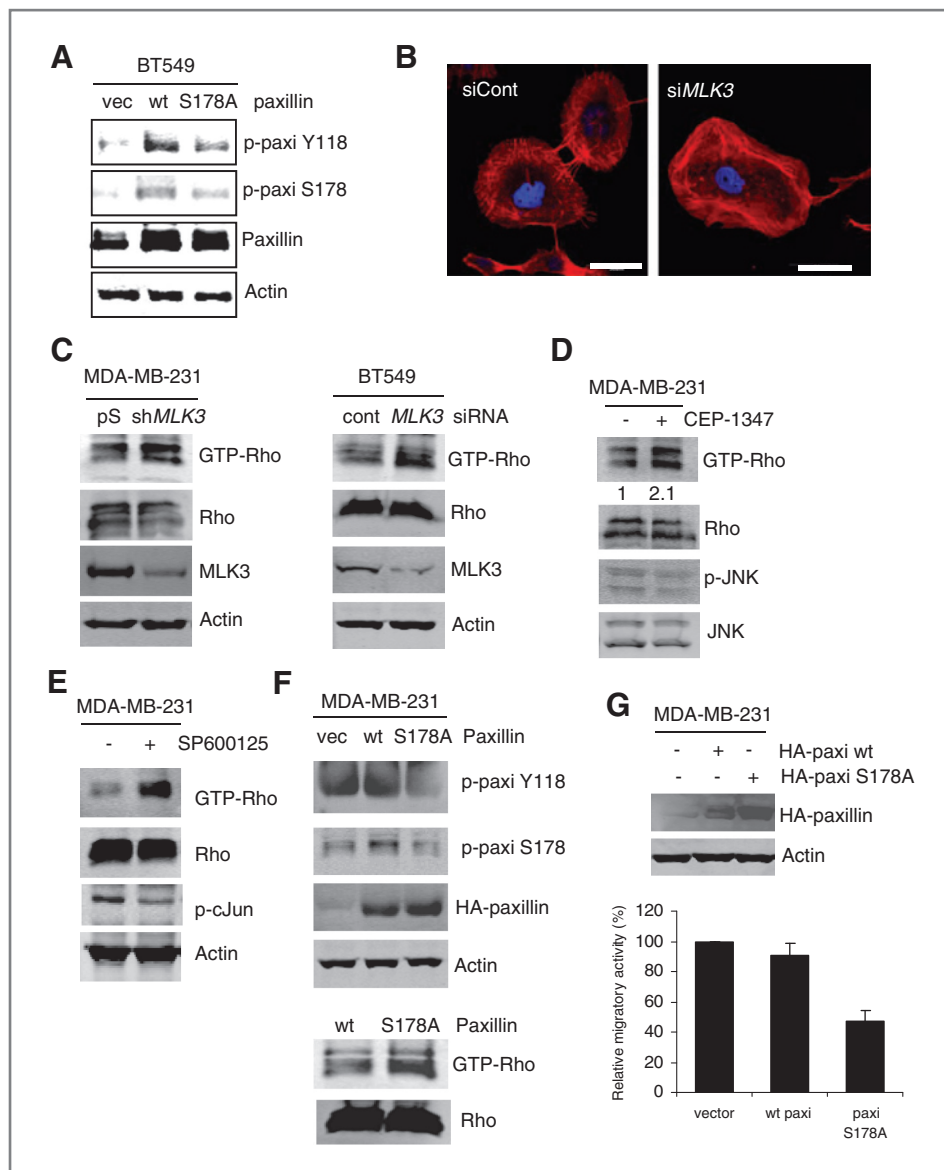 A
BT549
vec wt S178A paxillin
p-paxi Y118
p-paxi S178
Paxillin
Actin
B
siCont
siMLK3
C
MDA-MB-231
pS shMLK3
GTP-Rho
Rho
MLK3
Actin
BT549
cont MLK3 siRNA
GTP-Rho
Rho
MLK3
Actin
D
MDA-MB-231
- + CEP-1347
GTP-Rho
1 2.1
Rho
p-JNK
JNK
E
MDA-MB-231
- + SP600125
GTP-Rho
Rho
p-cJun
Actin
F
MDA-MB-231
vec wt S178A Paxillin
p-paxi Y118
p-paxi S178
HA-paxillin
Actin
wt S178A Paxillin
GTP-Rho
Rho
G
MDA-MB-231
- + - HA-paxi wt
- - + HA-paxi S178A
HA-paxillin
Actin
Relative migratory activity (%)
120
100
80
60
40
20
0
vector wt paxi paxi
S178A